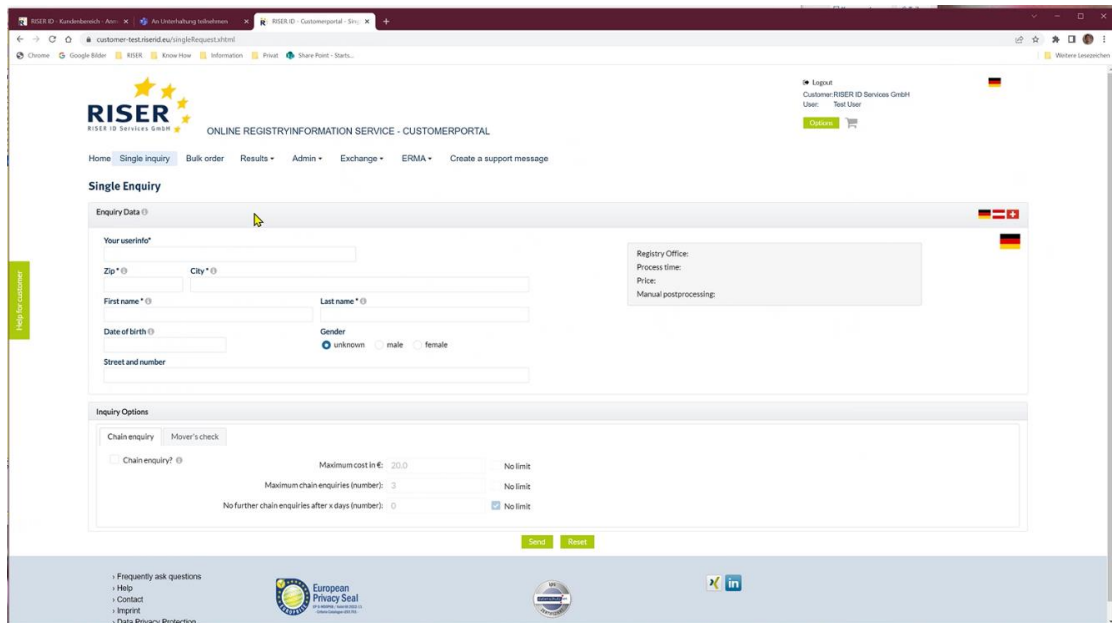 RISER ID - Kundenbereich - Anm
An Unterhaltung teilnehmen
RISER ID - Customerportal - Sing
customer-test.riserid.eu/singleRequest.xhtml
Chrome
Google Bilder
RISER
Know How
Information
Privat
Share Point - Starts...
Weitere Lesezeichen
RISER
RISER ID Services GmbH
ONLINE REGISTRYINFORMATION SERVICE - CUSTOMERPORTAL
Logout
Customer:RISER ID Services GmbH
User: Test User
Options
Home Single inquiry Bulk order Results Admin Exchange ERMA Create a support message
Single Enquiry
Enquiry Data
Your userinfo*
Zip * City *
First name * Last name *
Date of birth Gender
unknown male female
Street and number
Registry Office:
Process time:
Price:
Manual postprocessing:
Help for customer
Inquiry Options
Chain enquiry Mover's check
Chain enquiry? Maximum cost in €: 20.0 No limit
Maximum chain enquiries (number): 3 No limit
No further chain enquiries after x days (number): 0 No limit
Send Reset
› Frequently ask questions
› Help
› Contact
› Imprint
› Data Privacy Protection
European
Privacy Seal